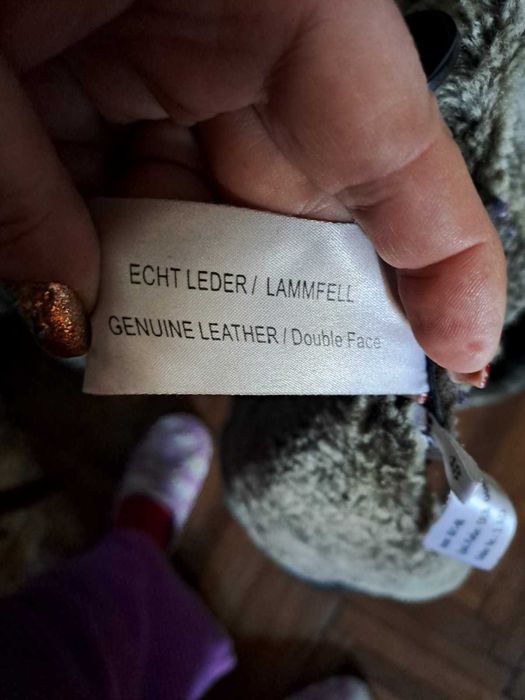 ECHT LEDER / LAMMFELL
GENUINE LEATHER / Double Face